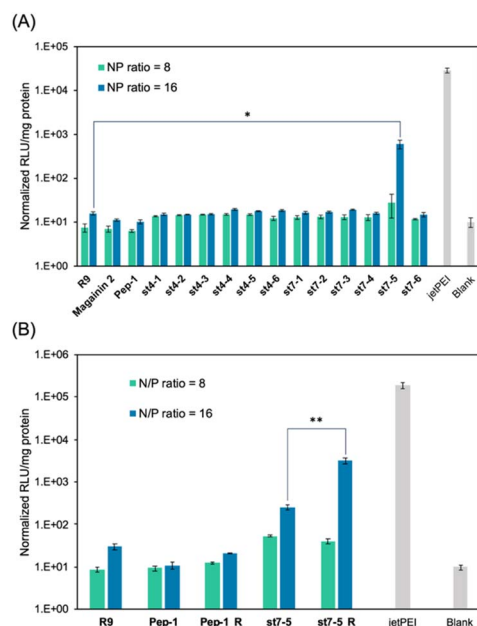 (A)
1.E+05
1.E+04
1.E+03
1.E+02
1.E+01
1.E+00
Normalized RLU/mg protein
NP ratio = 8
NP ratio = 16
*
R9
Magainin 2
Pep-1
st4-1
st4-2
st4-3
st4-4
st4-5
st4-6
st7-1
st7-2
st7-3
st7-4
st7-5
st7-6
jetPEI
Blank
(B)
1.E+06
1.E+05
1.E+04
1.E+03
1.E+02
1.E+01
1.E+00
Normalized RLU/mg protein
N/P ratio = 8
N/P ratio = 16
**
R9
Pep-1
Pep-1_R
st7-5
st7-5_R
jetPEI
Blank